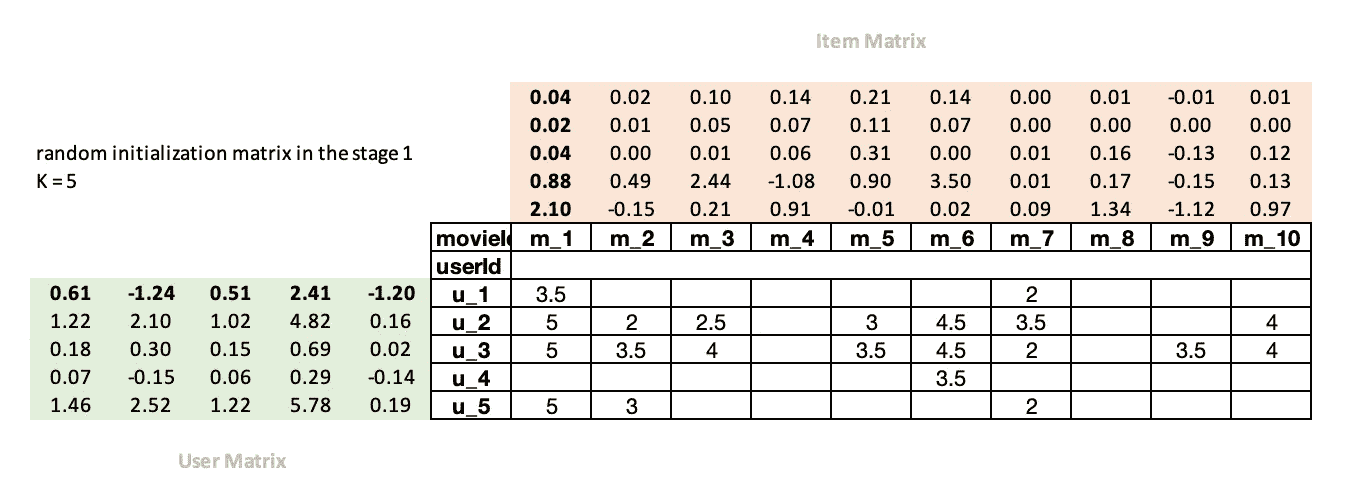 Item Matrix
0.04 0.02 0.10 0.14 0.21 0.14 0.00 0.01 -0.01 0.01
0.02 0.01 0.05 0.07 0.11 0.07 0.00 0.00 0.00 0.00
random initialization matrix in the stage 1 0.04 0.00 0.01 0.06 0.31 0.00 0.01 0.16 -0.13 0.12
K = 5 0.88 0.49 2.44 -1.08 0.90 3.50 0.01 0.17 -0.15 0.13
2.10 -0.15 0.21 0.91 -0.01 0.02 0.09 1.34 -1.12 0.97
movieI m_1 m_2 m_3 m_4 m_5 m_6 m_7 m_8 m_9 m_10
userId
0.61 -1.24 0.51 2.41 -1.20 u_1 3.5 2
1.22 2.10 1.02 4.82 0.16 u_2 5 2 2.5 3 4.5 3.5 4
0.18 0.30 0.15 0.69 0.02 u_3 5 3.5 4 3.5 4.5 2 3.5 4
0.07 -0.15 0.06 0.29 -0.14 u_4 3.5
1.46 2.52 1.22 5.78 0.19 u_5 5 3 2
User Matrix